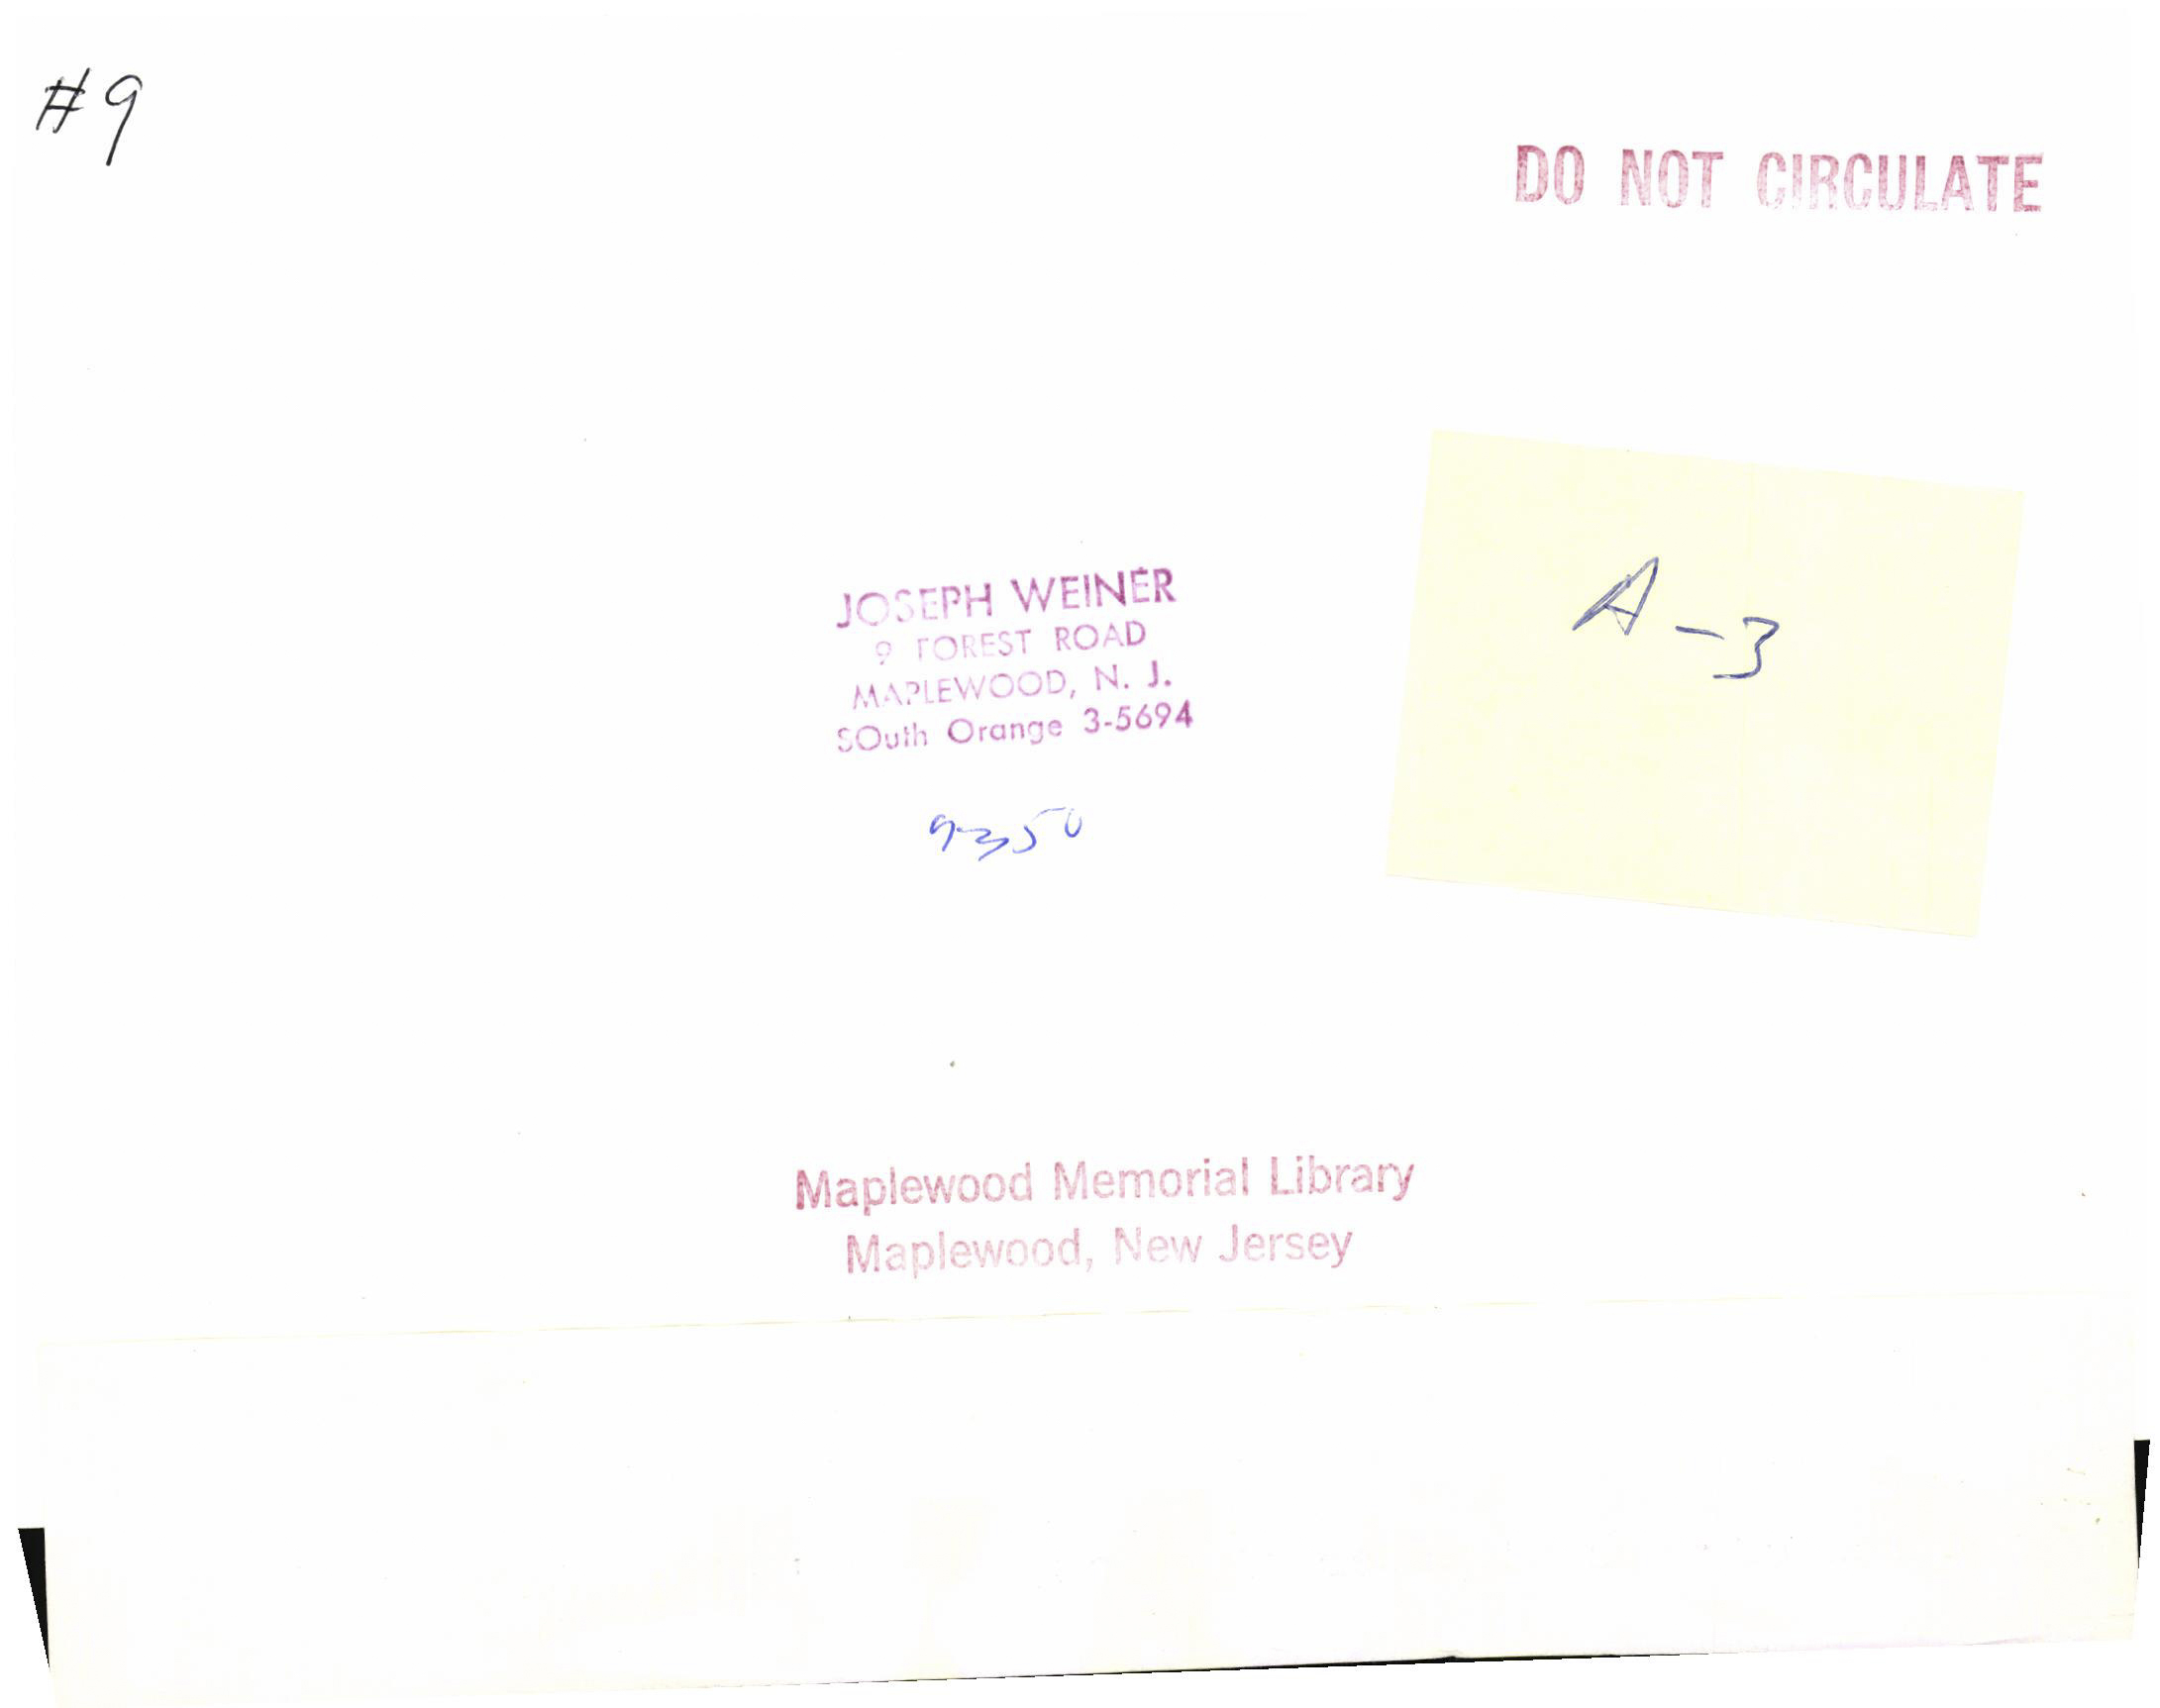 #9
DO NOT CIRCULATE
JOSEPH WEINER
9 FOREST ROAD
MAPLEWOOD, N. J.
SOuth Orange 3-5694
A-3
Maplewood Memorial Library
Maplewood, New Jersey